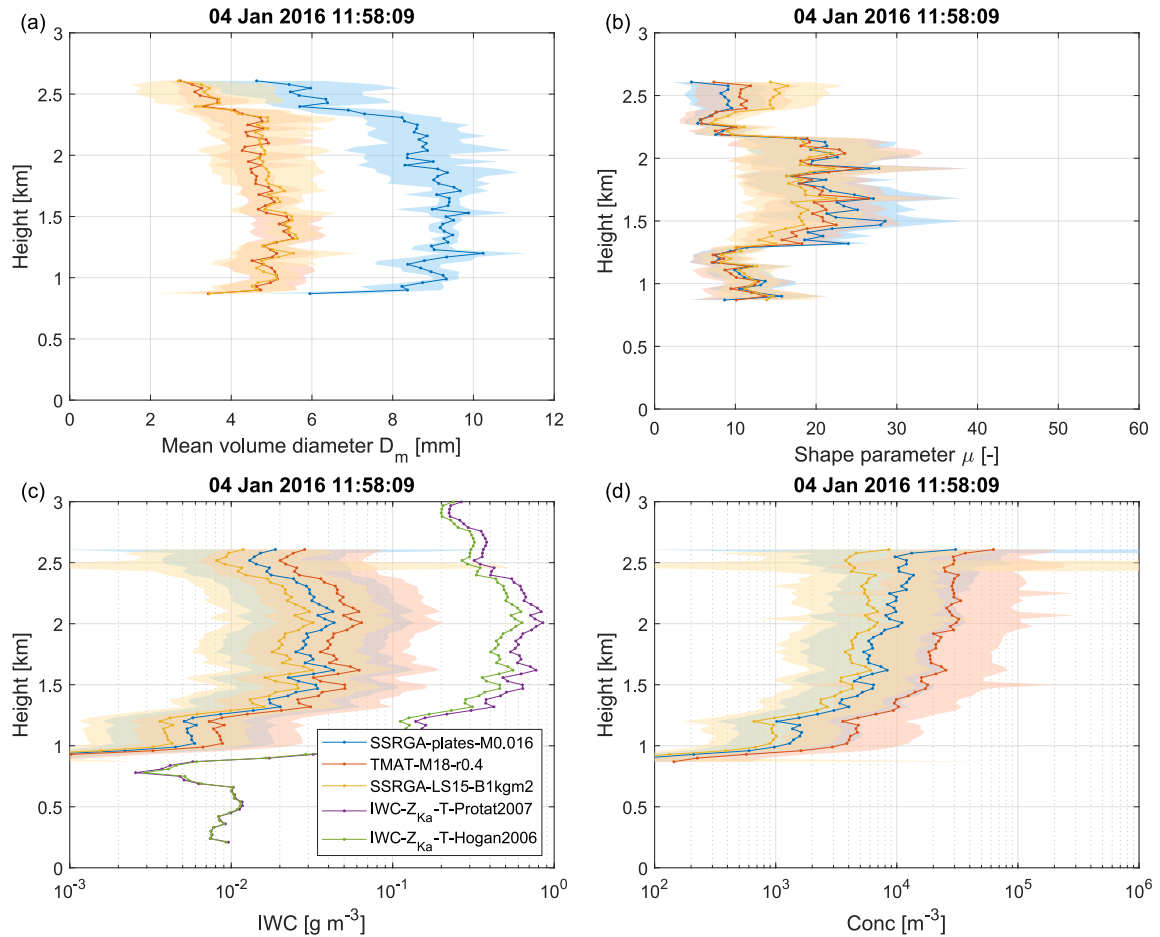 (a)
04 Jan 2016 11:58:09
3
2.5
2
1.5
1
0.5
0
Height [km]
0 2 4 6 8 10 12
Mean volume diameter D_m [mm]
(b)
04 Jan 2016 11:58:09
3
2.5
2
1.5
1
0.5
0
Height [km]
0 10 20 30 40 50 60
Shape parameter μ [-]
(c)
04 Jan 2016 11:58:09
3
2.5
2
1.5
1
0.5
0
Height [km]
SSRGA-plates-M0.016
TMAT-M18-r0.4
SSRGA-LS15-B1kgm2
IWC-Z_Ka-T-Protat2007
IWC-Z_Ka-T-Hogan2006
10^-3 10^-2 10^-1 10^0
IWC [g m^-3]
(d)
04 Jan 2016 11:58:09
3
2.5
2
1.5
1
0.5
0
Height [km]
10^2 10^3 10^4 10^5 10^6
Conc [m^-3]